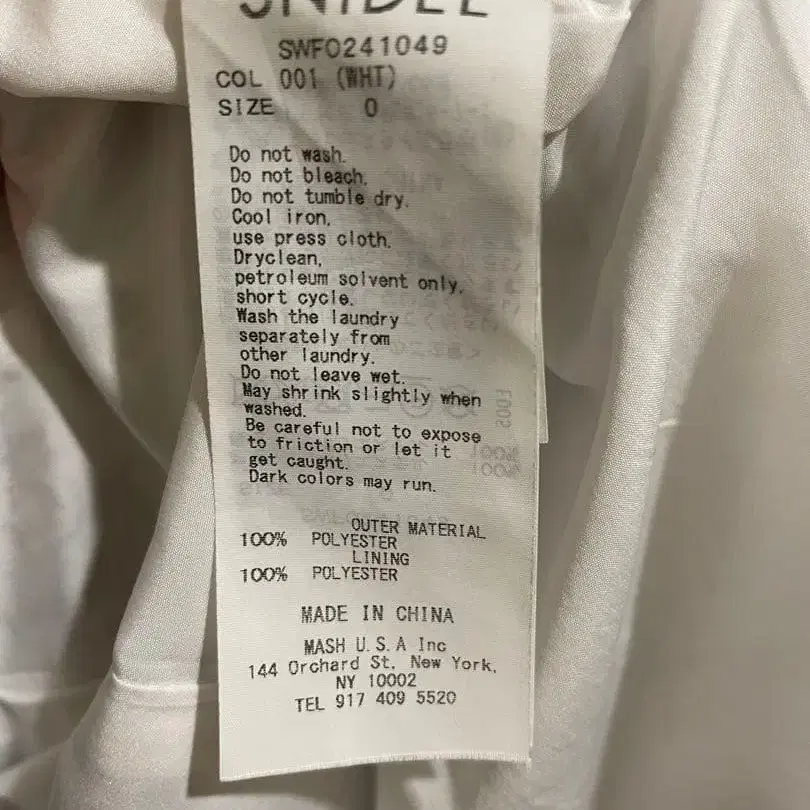 SNIDEL
SWFO241049
COL 001 (WHT)
SIZE 0
Do not wash.
Do not bleach.
Do not tumble dry.
Cool iron,
use press cloth.
Dryclean,
petroleum solvent only,
short cycle.
Wash the laundry
separately from
other laundry.
Do not leave wet.
May shrink slightly when
washed.
Be careful not to expose
to friction or let it
get caught.
Dark colors may run.
OUTER MATERIAL
100% POLYESTER
LINING
100% POLYESTER
MADE IN CHINA
MASH U.S.A Inc
144 Orchard St. New York,
NY 10002
TEL 917 409 5520